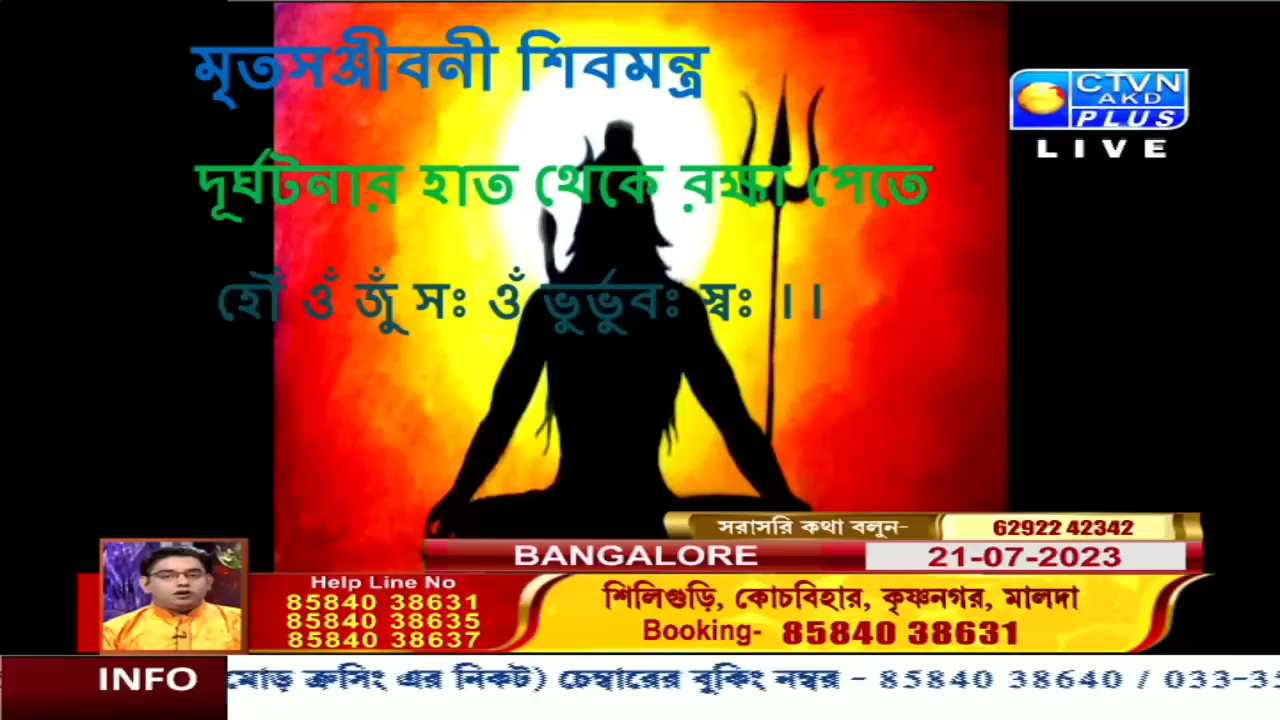 মৃতসঞ্জীবনী শিবমন্ত্র
CTVN
AKD
PLUS
LIVE
দূর্ঘটনার হাত থেকে রক্ষা পেতে
হৌঁ ওঁ জুঁ সঃ ওঁ ভুর্ভুবঃ স্বঃ ।।
সরাসরি কথা বলুন- 62922 42342
BANGALORE 21-07-2023
Help Line No
85840 38631
85840 38635
85840 38637
শিলিগুড়ি, কোচবিহার, কৃষ্ণনগর, মালদা
Booking- 85840 38631
INFO মোড় ক্রসিং এর নিকট) চেম্বারের বুকিং নম্বর - 85840 38640 / 033-35